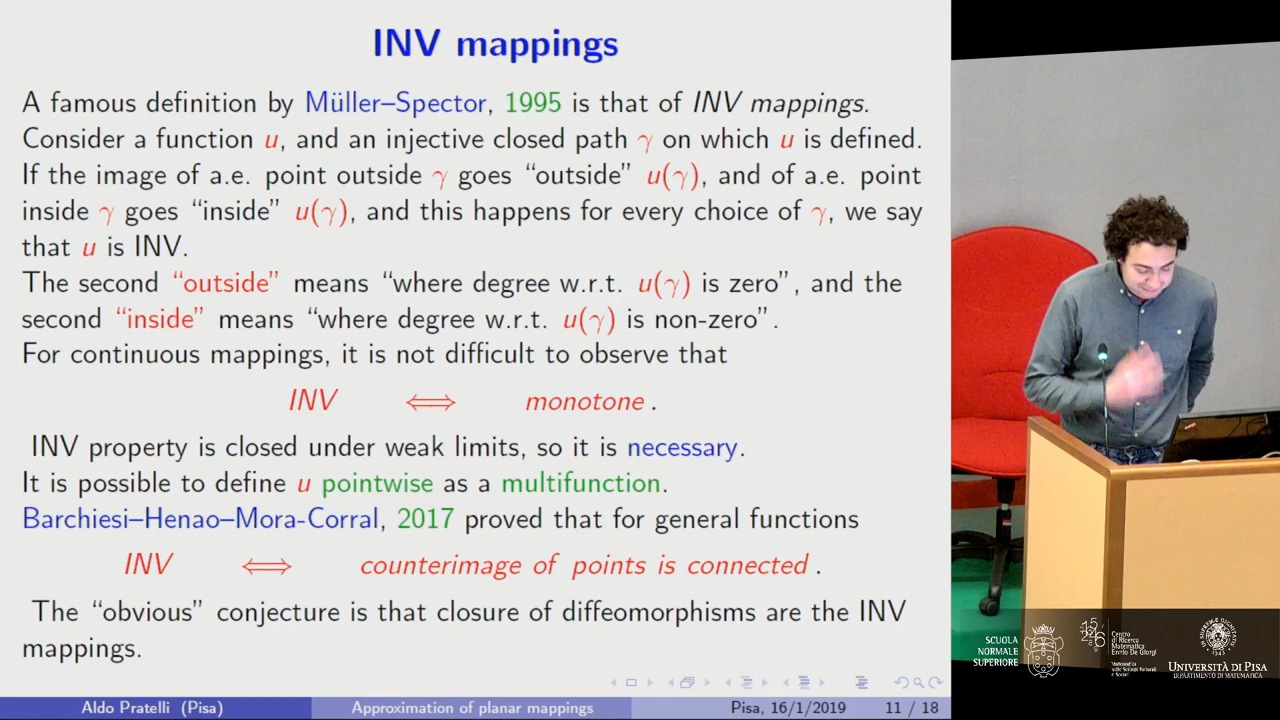 INV mappings
A famous definition by Müller–Spector, 1995 is that of INV mappings.
Consider a function u, and an injective closed path γ on which u is defined.
If the image of a.e. point outside γ goes “outside” u(γ), and of a.e. point
inside γ goes “inside” u(γ), and this happens for every choice of γ, we say
that u is INV.
The second “outside” means “where degree w.r.t. u(γ) is zero”, and the
second “inside” means “where degree w.r.t. u(γ) is non-zero”.
For continuous mappings, it is not difficult to observe that
INV ⟺ monotone .
INV property is closed under weak limits, so it is necessary.
It is possible to define u pointwise as a multifunction.
Barchiesi–Henao–Mora-Corral, 2017 proved that for general functions
INV ⟺ counterimage of points is connected .
The “obvious” conjecture is that closure of diffeomorphisms are the INV
mappings.
Aldo Pratelli (Pisa) Approximation of planar mappings Pisa, 16/1/2019 11 / 18
SCUOLA
NORMALE
SUPERIORE
Centro
di Ricerca
Matematica
Ennio De Giorgi
UNIVERSITÀ DI PISA
DIPARTIMENTO DI MATEMATICA